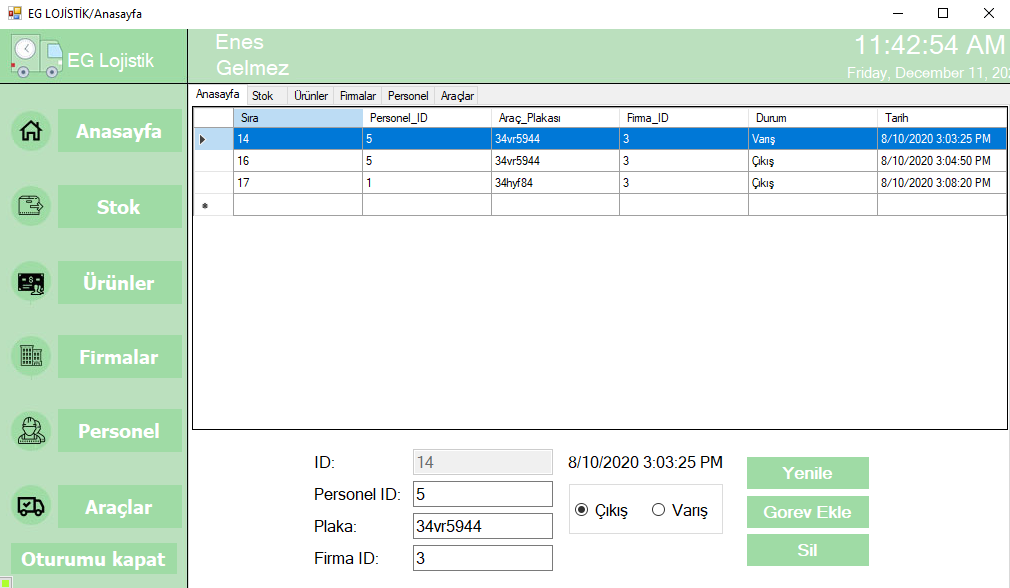 EG LOJİSTİK/Anasayfa
EG Lojistik
Enes
Gelmez
11:42:54 AM
Friday, December 11, 202
Anasayfa
Stok
Ürünler
Firmalar
Personel
Araçlar
Oturumu kapat
Anasayfa Stok Ürünler Firmalar Personel Araçlar
Sıra Personel_ID Araç_Plakası Firma_ID Durum Tarih
14 5 34vr5944 3 Varış 8/10/2020 3:03:25 PM
16 5 34vr5944 3 Çıkış 8/10/2020 3:04:50 PM
17 1 34hyf84 3 Çıkış 8/10/2020 3:08:20 PM
ID: 14 8/10/2020 3:03:25 PM
Personel ID: 5
Plaka: 34vr5944
Firma ID: 3
Çıkış Varış
Yenile
Gorev Ekle
Sil